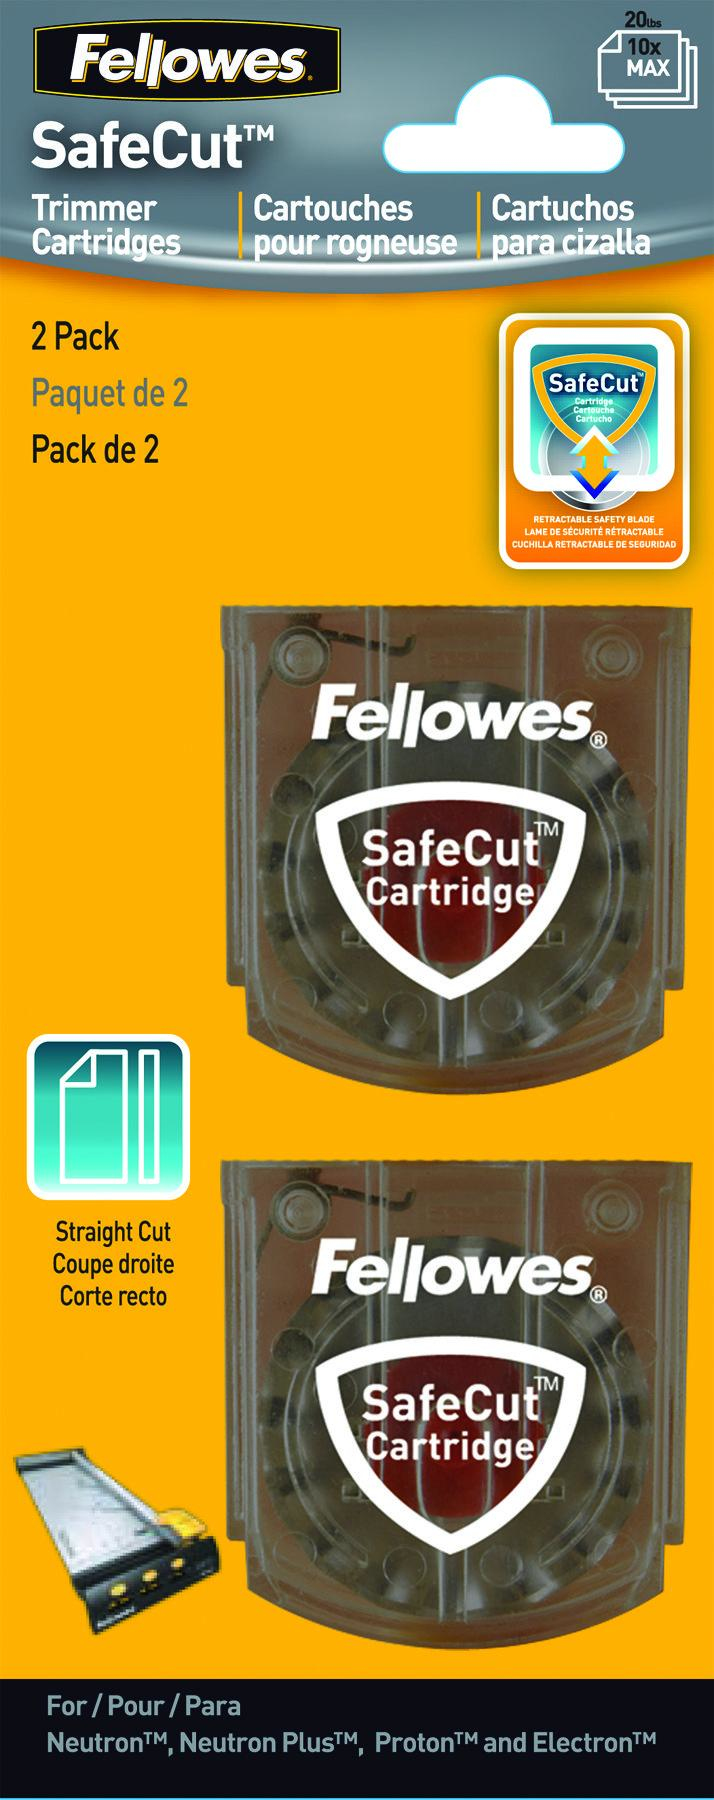 Fellowes®
20lbs
10x
MAX
SafeCut™
Trimmer
Cartridges
Cartouches
pour rogneuse
Cartuchos
para cizalla
2 Pack
Paquet de 2
Pack de 2
SafeCut™
Cartridge
Cartouche
Cartucho
RETRACTABLE SAFETY BLADE
LAME DE SÉCURITÉ RÉTRACTABLE
CUCHILLA RETRACTABLE DE SEGURIDAD
Fellowes®
SafeCut™
Cartridge
Straight Cut
Coupe droite
Corte recto
Fellowes®
SafeCut™
Cartridge
For / Pour / Para
Neutron™, Neutron Plus™, Proton™ and Electron™